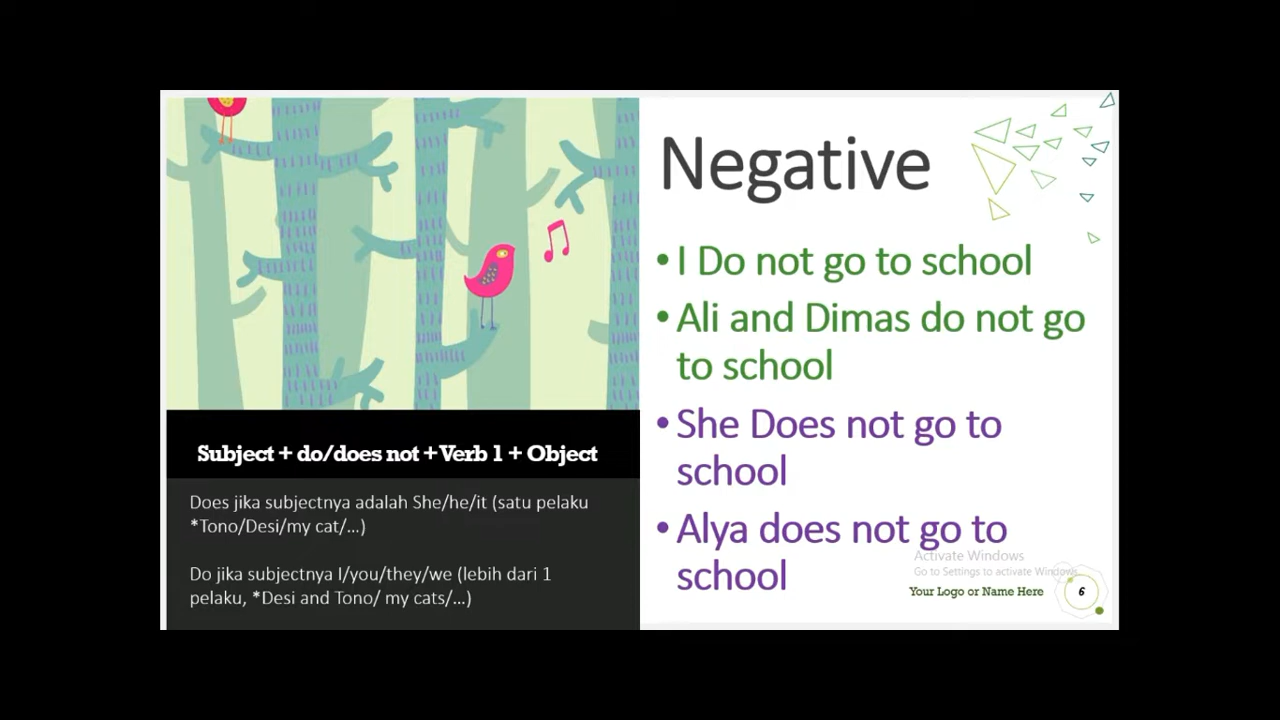 Subject + do/does not + Verb 1 + Object
Does jika subjectnya adalah She/he/it (satu pelaku
*Tono/Desi/my cat/...)
Do jika subjectnya I/you/they/we (lebih dari 1
pelaku, *Desi and Tono/ my cats/...)
Negative
• I Do not go to school
• Ali and Dimas do not go
to school
• She Does not go to
school
• Alya does not go to
school
Activate Windows
Go to Settings to activate Windows.
Your Logo or Name Here
6